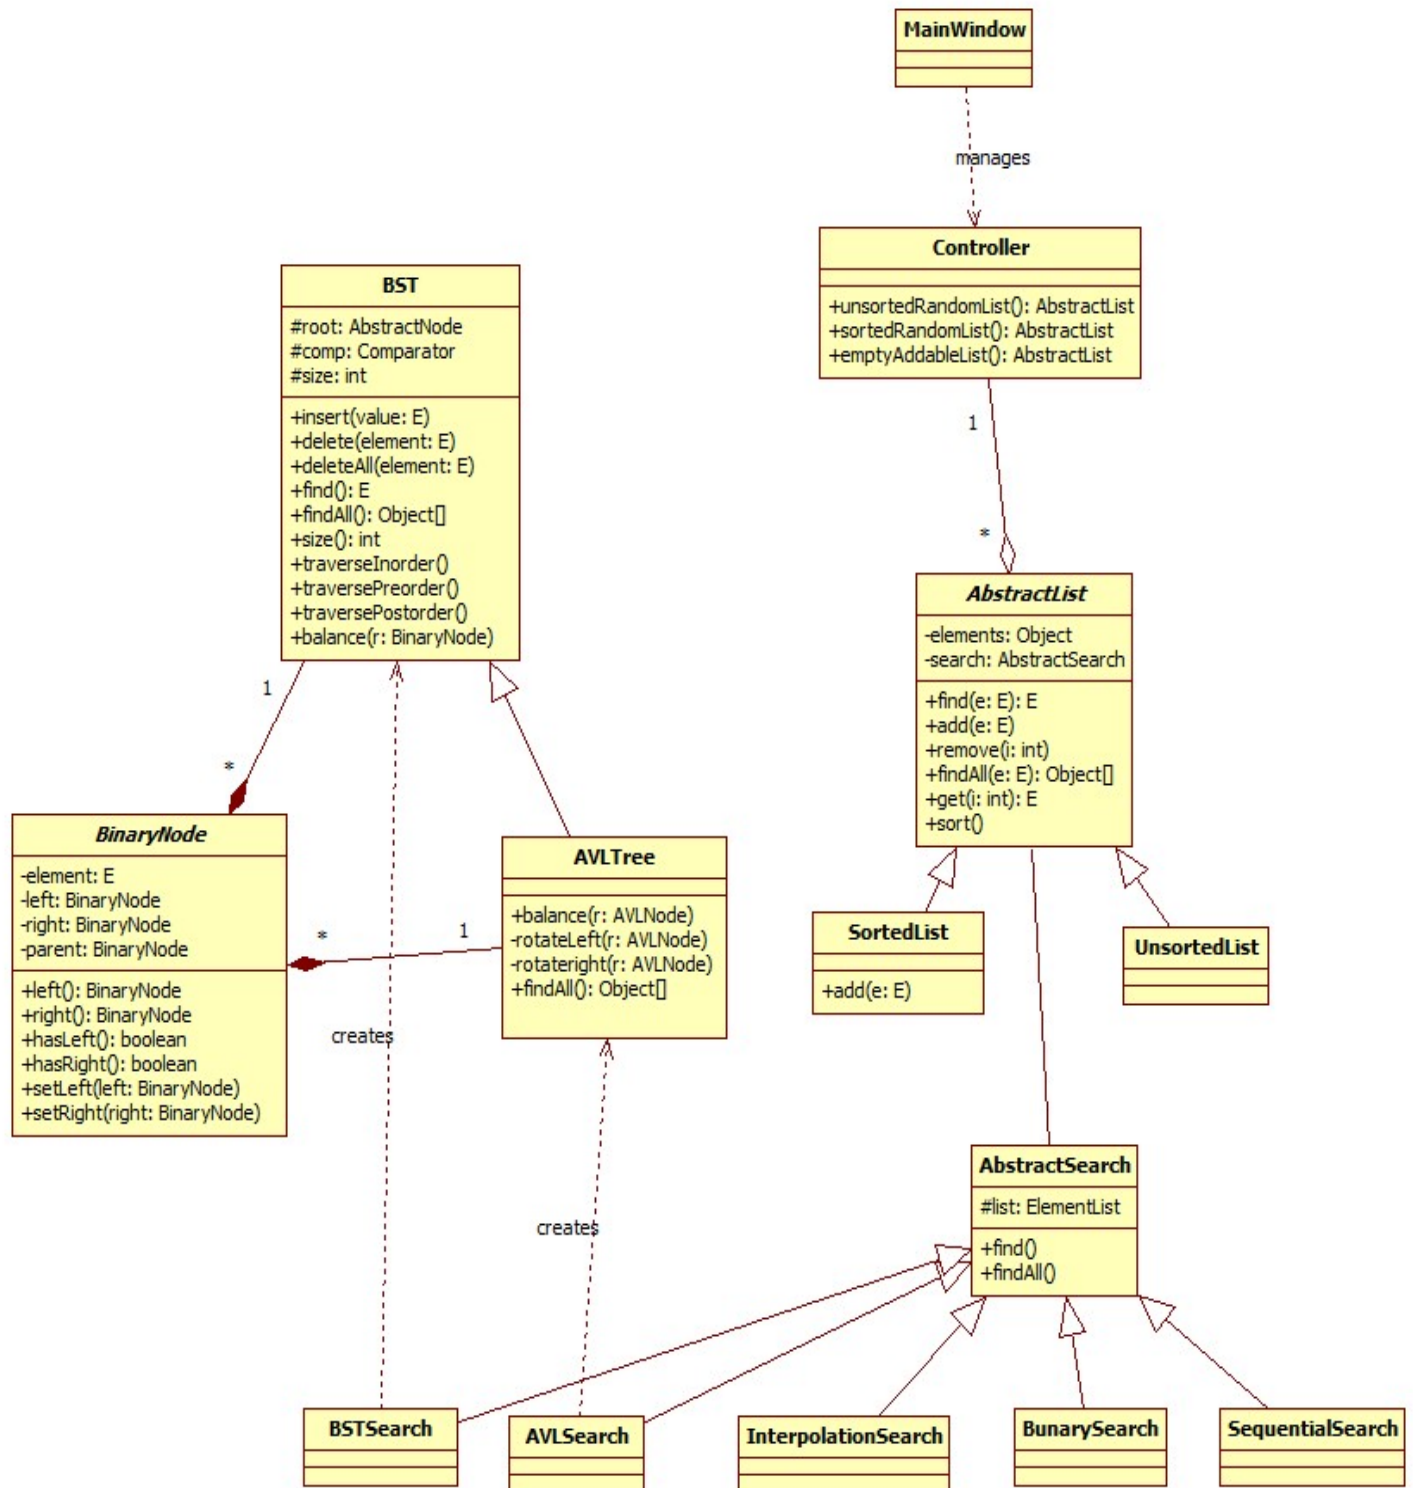 MainWindow
manages
Controller
+unsortedRandomList(): AbstractList
+sortedRandomList(): AbstractList
+emptyAddableList(): AbstractList
1
*
BST
#root: AbstractNode
#comp: Comparator
#size: int
+insert(value: E)
+delete(element: E)
+deleteAll(element: E)
+find(): E
+findAll(): Object[]
+size(): int
+traverseInorder()
+traversePreorder()
+traversePostorder()
+balance(r: BinaryNode)
1
*
BinaryNode
-element: E
-left: BinaryNode
-right: BinaryNode
-parent: BinaryNode
+left(): BinaryNode
+right(): BinaryNode
+hasLeft(): boolean
+hasRight(): boolean
+setLeft(left: BinaryNode)
+setRight(right: BinaryNode)
*
1
AVLTree
+balance(r: AVLNode)
-rotateLeft(r: AVLNode)
-rotateright(r: AVLNode)
+findAll(): Object[]
creates
creates
AbstractList
-elements: Object
-search: AbstractSearch
+find(e: E): E
+add(e: E)
+remove(i: int)
+findAll(e: E): Object[]
+get(i: int): E
+sort()
SortedList
+add(e: E)
UnsortedList
AbstractSearch
#list: ElementList
+find()
+findAll()
BSTSearch
AVLSearch
InterpolationSearch
BunarySearch
SequentialSearch